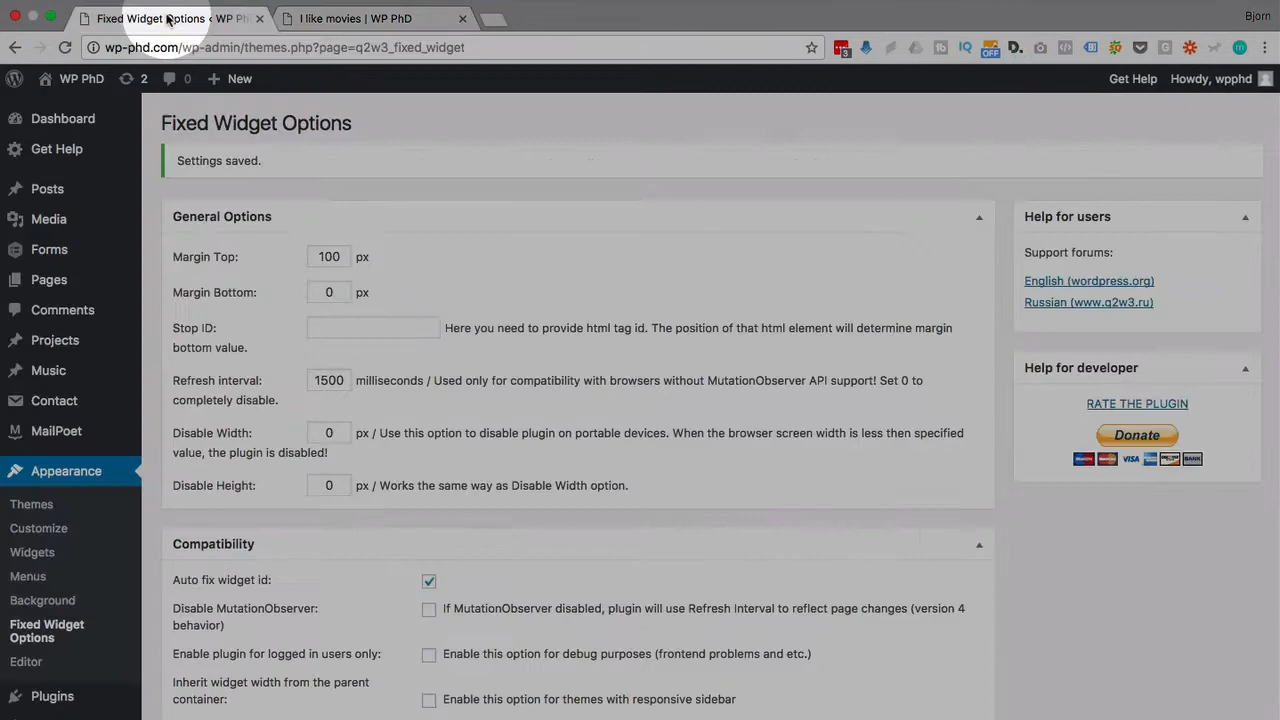 Fixed Widget Options ‹ WP Ph
I like movies | WP PhD
Bjorn
wp-phd.com/wp-admin/themes.php?page=q2w3_fixed_widget
3
OFF
WP PhD
2
0
New
Get Help
Howdy, wpphd
Dashboard
Get Help
Posts
Media
Forms
Pages
Comments
Projects
Music
Contact
MailPoet
Appearance
Themes
Customize
Widgets
Menus
Background
Fixed Widget
Options
Editor
Plugins
Fixed Widget Options
Settings saved.
General Options
Margin Top: 100 px
Margin Bottom: 0 px
Stop ID: Here you need to provide html tag id. The position of that html element will determine margin
bottom value.
Refresh interval: 1500 milliseconds / Used only for compatibility with browsers without MutationObserver API support! Set 0 to
completely disable.
Disable Width: 0 px / Use this option to disable plugin on portable devices. When the browser screen width is less then specified
value, the plugin is disabled!
Disable Height: 0 px / Works the same way as Disable Width option.
Compatibility
Auto fix widget id:
Disable MutationObserver: If MutationObserver disabled, plugin will use Refresh Interval to reflect page changes (version 4
behavior)
Enable plugin for logged in users only: Enable this option for debug purposes (frontend problems and etc.)
Inherit widget width from the parent
container: Enable this option for themes with responsive sidebar
Help for users
Support forums:
English (wordpress.org)
Russian (www.q2w3.ru)
Help for developer
RATE THE PLUGIN
Donate
VISA
BANK